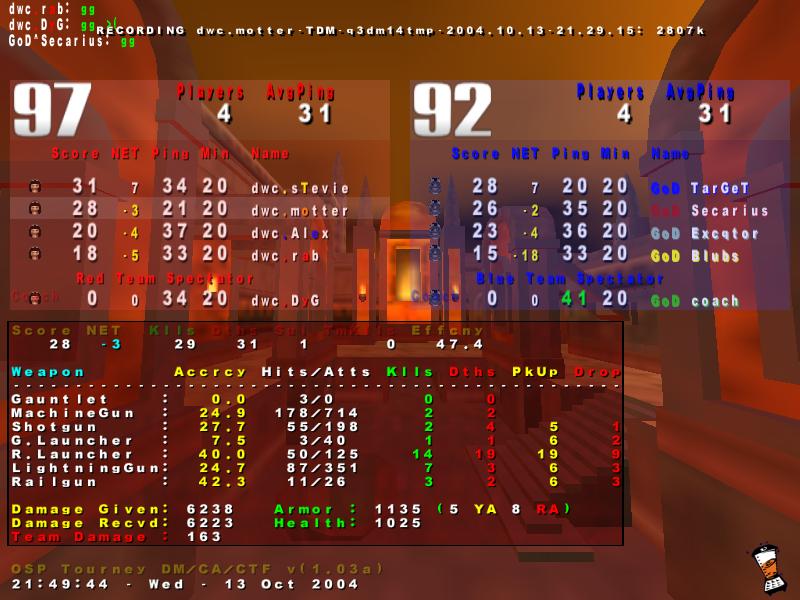 dwc.rab: gg
dwc.DyG: gg >(
RECORDING dwc.motter-TDM-q3dm14tmp-2004.10.13-21.29.15: 2807k
GoD^Secarius: gg
97 Players AvgPing
4 31
92 Players AvgPing
4 31
Score NET Ping Min Name
31 7 34 20 dwc.sTevie
28 -3 21 20 dwc.motter
20 -4 37 20 dwc.Alex
18 -5 33 20 dwc.rab
Red Team Spectator
Coach 0 0 34 20 dwc.DyG
Score NET Ping Min Name
28 7 20 20 GoD TarGeT
26 -2 35 20 GoD Secarius
23 -4 36 20 GoD Excqtor
15 -18 33 20 GoD Blubs
Blue Team Spectator
Coach 0 0 41 20 GoD coach
Score NET Klls Dths Sui TmKlls Effcny
28 -3 29 31 1 0 47.4
Weapon Accrcy Hits/Atts Klls Dths PkUp Drop
Gauntlet : 0.0 3/0 0 0
MachineGun : 24.9 178/714 2 2
Shotgun : 27.7 55/198 2 4 5 1
G.Launcher : 7.5 3/40 1 1 6 2
R.Launcher : 40.0 50/125 14 19 19 9
LightningGun: 24.7 87/351 7 3 6 3
Railgun : 42.3 11/26 3 2 6 3
Damage Given: 6238 Armor : 1135 (5 YA 8 RA)
Damage Recvd: 6223 Health: 1025
Team Damage : 163
OSP Tourney DM/CA/CTF v(1.03a)
21:49:44 - Wed - 13 Oct 2004